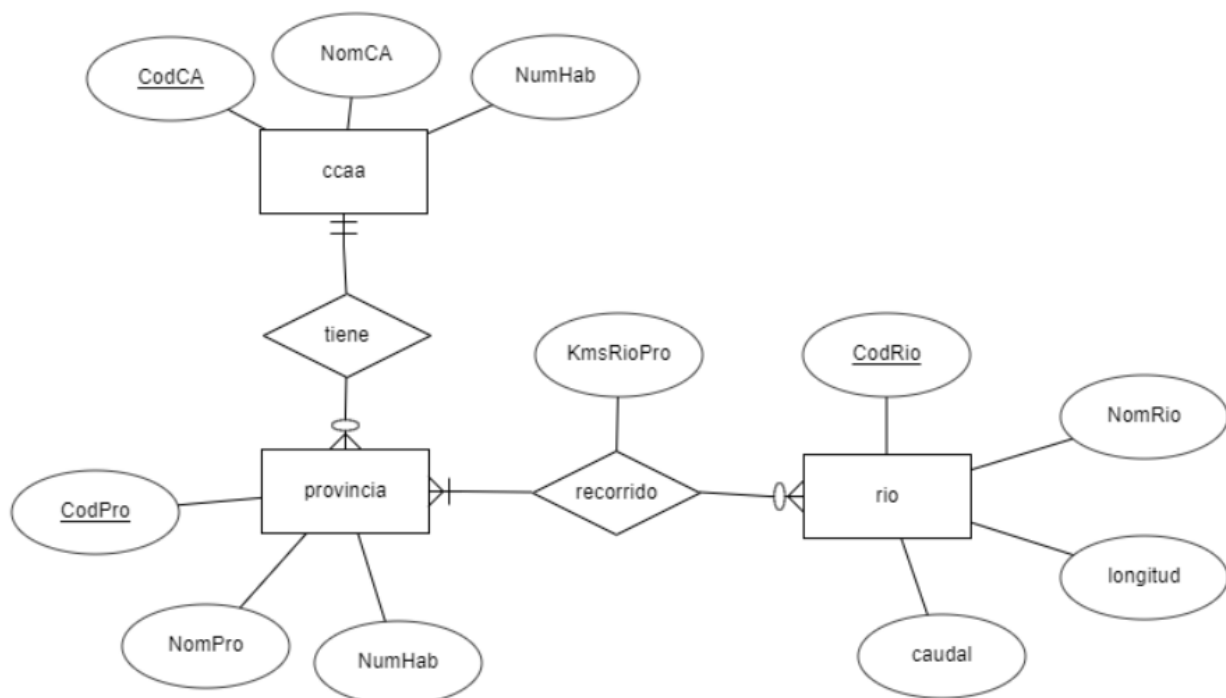 NomCA
CodCA
NumHab
ccaa
tiene
KmsRioPro
CodRio
NomRio
provincia
recorrido
rio
CodPro
longitud
NomPro
NumHab
caudal